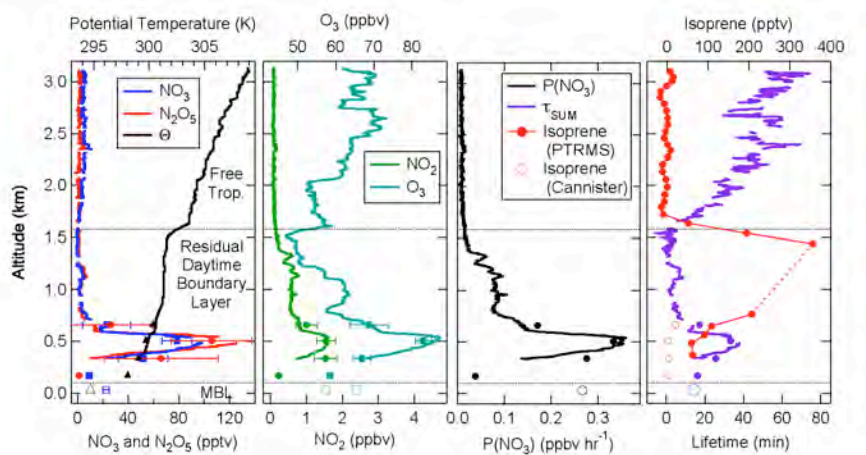 Potential Temperature (K)
295 300 305
O3 (ppbv)
50 60 70 80
Isoprene (pptv)
0 100 200 300 400
Altitude (km)
3.0
2.5
2.0
1.5
1.0
0.5
0.0
NO3
N2O5
Θ
Free
Trop.
Residual
Daytime
Boundary
Layer
MBL
NO2
O3
P(NO3)
τSUM
Isoprene
(PTRMS)
Isoprene
(Cannister)
0 40 80 120
NO3 and N2O5 (pptv)
0 1 2 3 4
NO2 (ppbv)
0.0 0.1 0.2 0.3
P(NO3) (ppbv hr-1)
0 20 40 60 80
Lifetime (min)